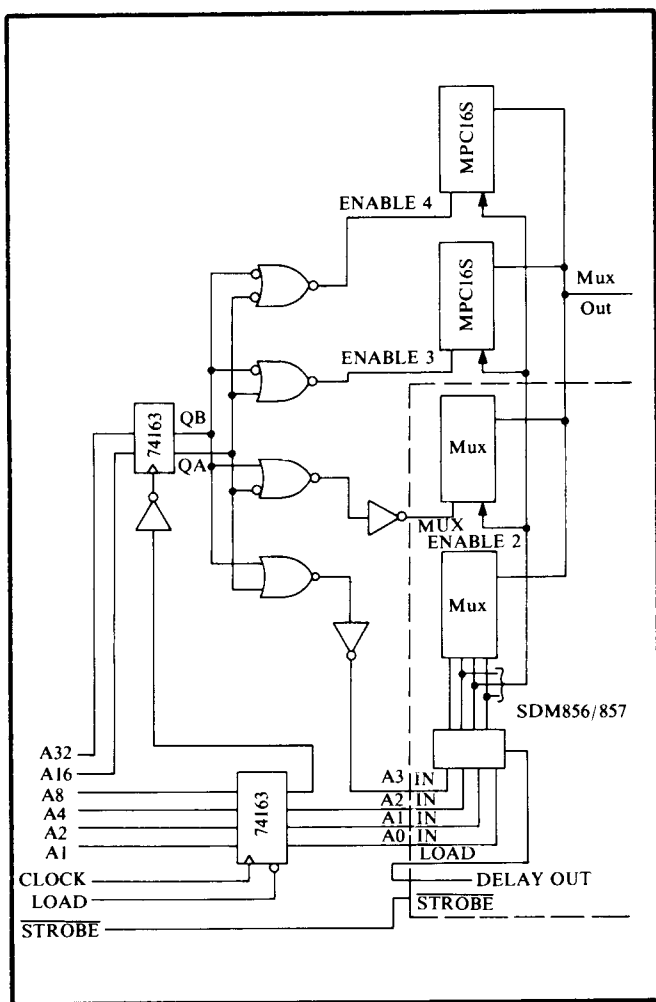 MPC16S
ENABLE 4
MPC16S
Mux
Out
ENABLE 3
74163
QB
QA
Mux
MUX
ENABLE 2
Mux
SDM856/857
A32
A16
A8
A4
A2
A1
74163
A3 IN
A2 IN
A1 IN
A0 IN
LOAD
CLOCK
LOAD
DELAY OUT
STROBE
STROBE